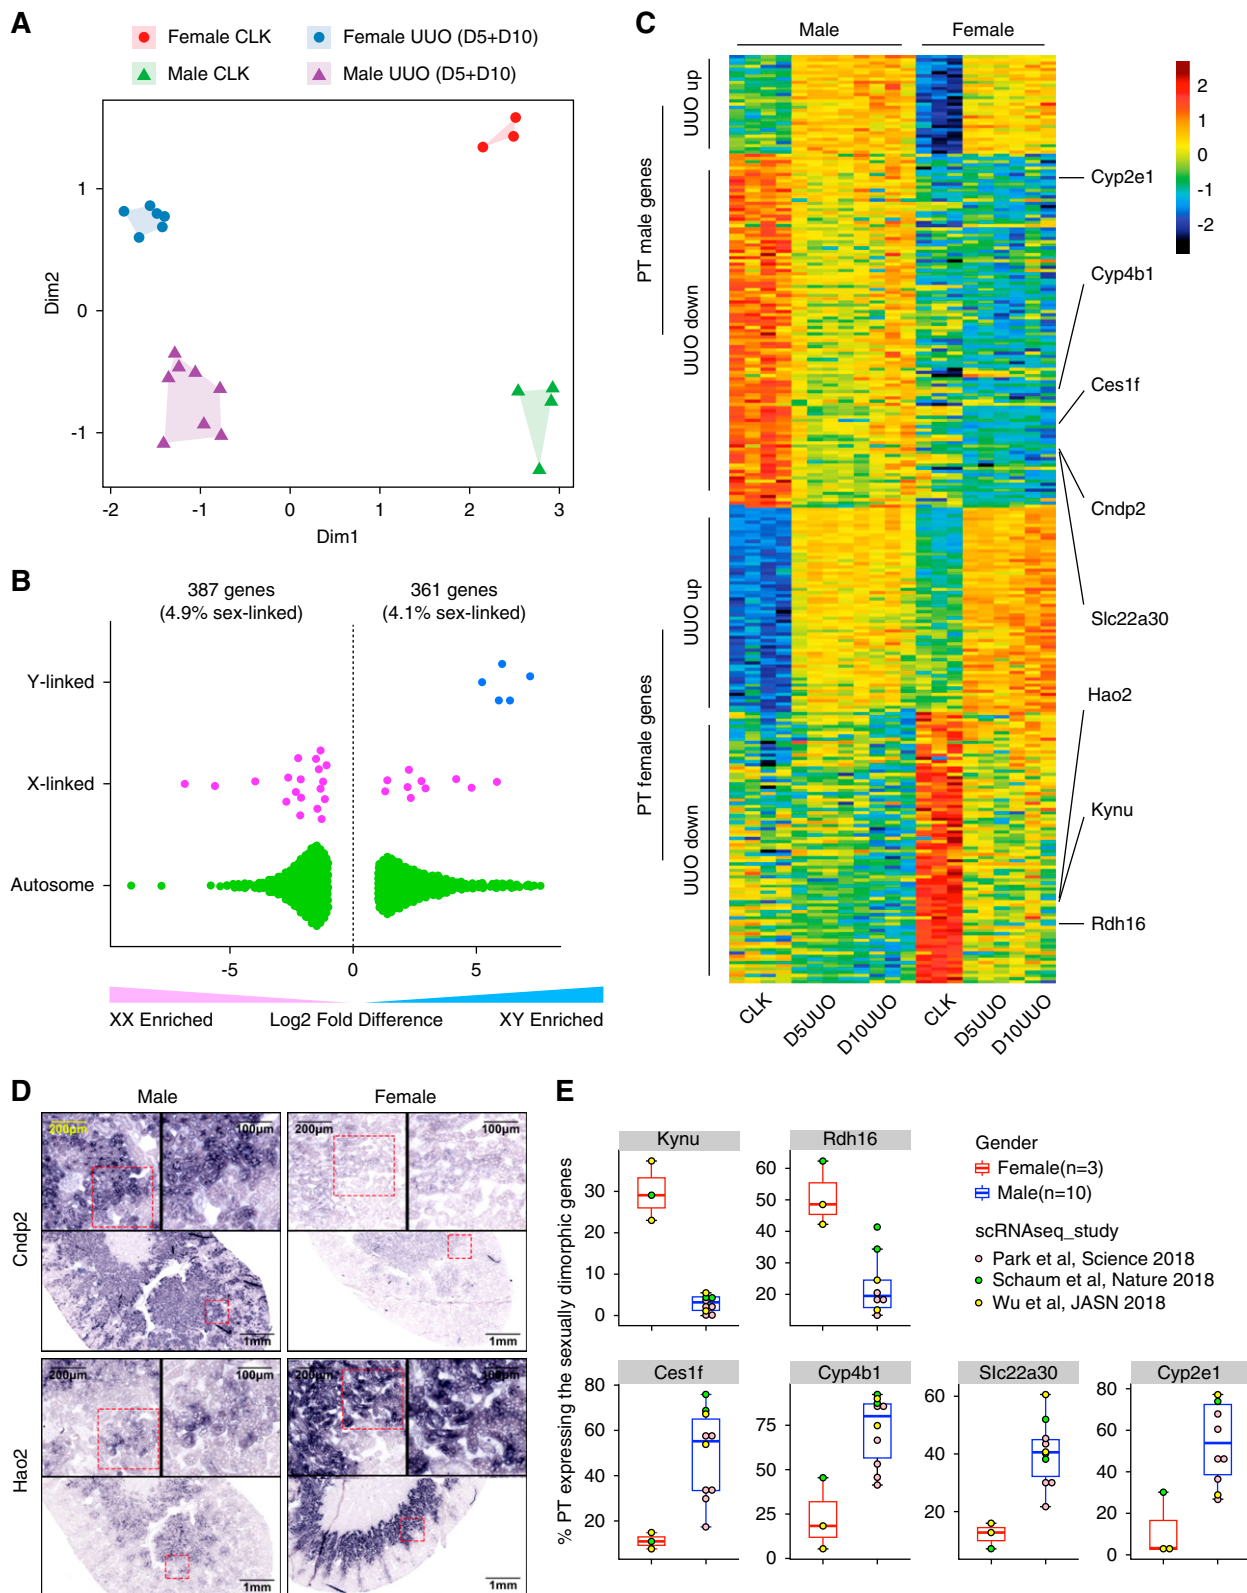 A
Female CLK
Female UUO (D5+D10)
Male CLK
Male UUO (D5+D10)
Dim2
1
0
-1
-2
-1
0
1
2
3
Dim1
B
387 genes
(4.9% sex-linked)
361 genes
(4.1% sex-linked)
Y-linked
X-linked
Autosome
-5
0
5
XX Enriched
Log2 Fold Difference
XY Enriched
C
Male
Female
PT male genes
UUO up
UUO down
PT female genes
UUO up
UUO down
2
1
0
-1
-2
Cyp2e1
Cyp4b1
Ces1f
Cndp2
Slc22a30
Hao2
Kynu
Rdh16
CLK
D5UUO
D10UUO
CLK
D5UUO
D10UUO
D
Male
Female
Cndp2
200µm
100µm
200µm
100µm
1mm
1mm
Hao2
200µm
100µm
200µm
100µm
1mm
1mm
E
% PT expressing the sexually dimorphic genes
Kynu
30
20
10
0
Rdh16
60
50
40
30
20
Gender
Female(n=3)
Male(n=10)
scRNAseq_study
Park et al, Science 2018
Schaum et al, Nature 2018
Wu et al, JASN 2018
Ces1f
80
60
40
20
Cyp4b1
75
50
25
0
Slc22a30
60
40
20
Cyp2e1
80
60
40
20
0